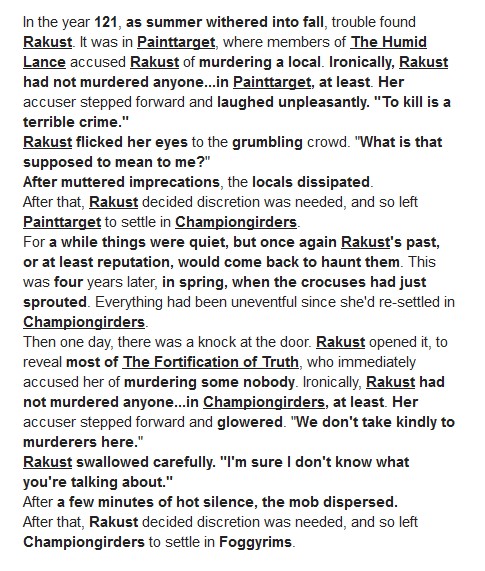 In the year 121, as summer withered into fall, trouble found
Rakust. It was in Painttarget, where members of The Humid
Lance accused Rakust of murdering a local. Ironically, Rakust
had not murdered anyone...in Painttarget, at least. Her
accuser stepped forward and laughed unpleasantly. "To kill is a
terrible crime."
Rakust flicked her eyes to the grumbling crowd. "What is that
supposed to mean to me?"
After muttered imprecations, the locals dissipated.
After that, Rakust decided discretion was needed, and so left
Painttarget to settle in Championgirders.
For a while things were quiet, but once again Rakust's past,
or at least reputation, would come back to haunt them. This
was four years later, in spring, when the crocuses had just
sprouted. Everything had been uneventful since she'd re-settled in
Championgirders.
Then one day, there was a knock at the door. Rakust opened it, to
reveal most of The Fortification of Truth, who immediately
accused her of murdering some nobody. Ironically, Rakust had
not murdered anyone...in Championgirders, at least. Her
accuser stepped forward and glowered. "We don't take kindly to
murderers here."
Rakust swallowed carefully. "I'm sure I don't know what
you're talking about."
After a few minutes of hot silence, the mob dispersed.
After that, Rakust decided discretion was needed, and so left
Championgirders to settle in Foggyrims.